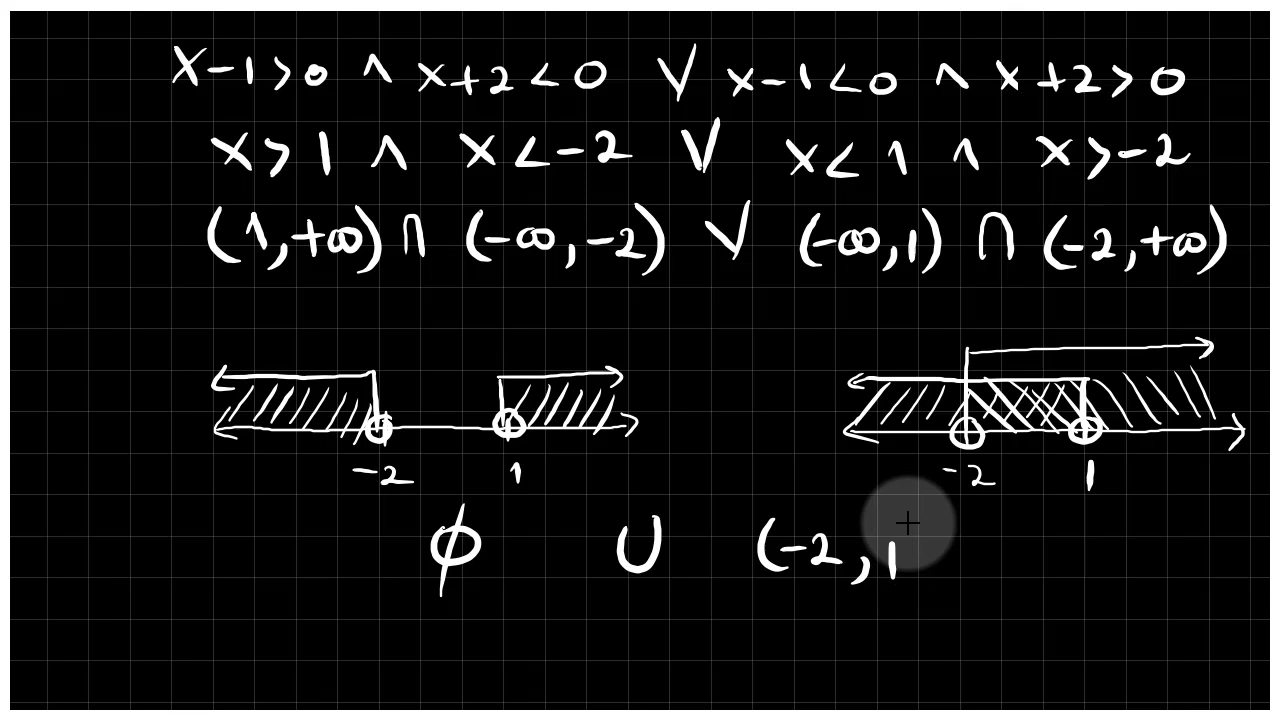 x-1>0 ∧ x+2<0 ∨ x-1<0 ∧ x+2>0
x>1 ∧ x<-2 ∨ x<1 ∧ x>-2
(1,+∞) ∩ (-∞,-2) ∨ (-∞,1) ∩ (-2,+∞)
-2 1 -2 1
ϕ ∪ (-2,1